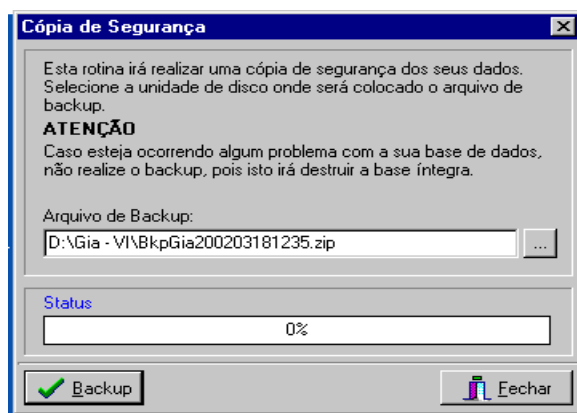 Cópia de Segurança
Esta rotina irá realizar uma cópia de segurança dos seus dados.
Selecione a unidade de disco onde será colocado o arquivo de
backup.
ATENÇÃO
Caso esteja ocorrendo algum problema com a sua base de dados,
não realize o backup, pois isto irá destruir a base íntegra.
Arquivo de Backup:
D:\Gia - VI\BkpGia200203181235.zip
...
Status
0%
Backup
Fechar